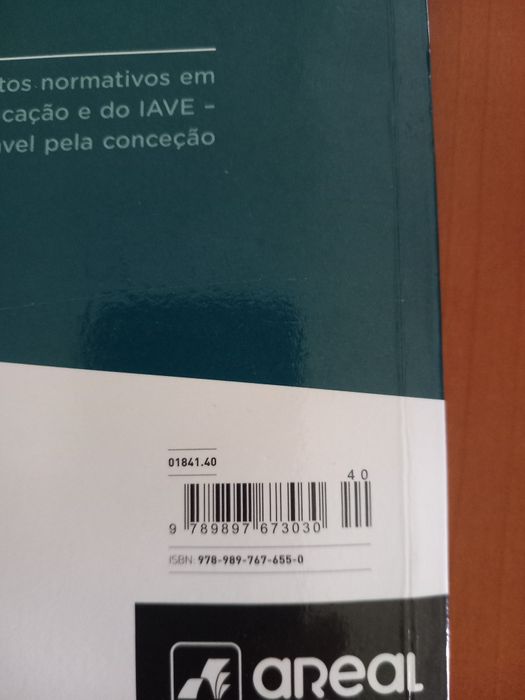 tos normativos em
cação e do IAVE –
vel pela conceção
01841.40
40
9 789897 673030
ISBN: 978-989-767-655-0
areal